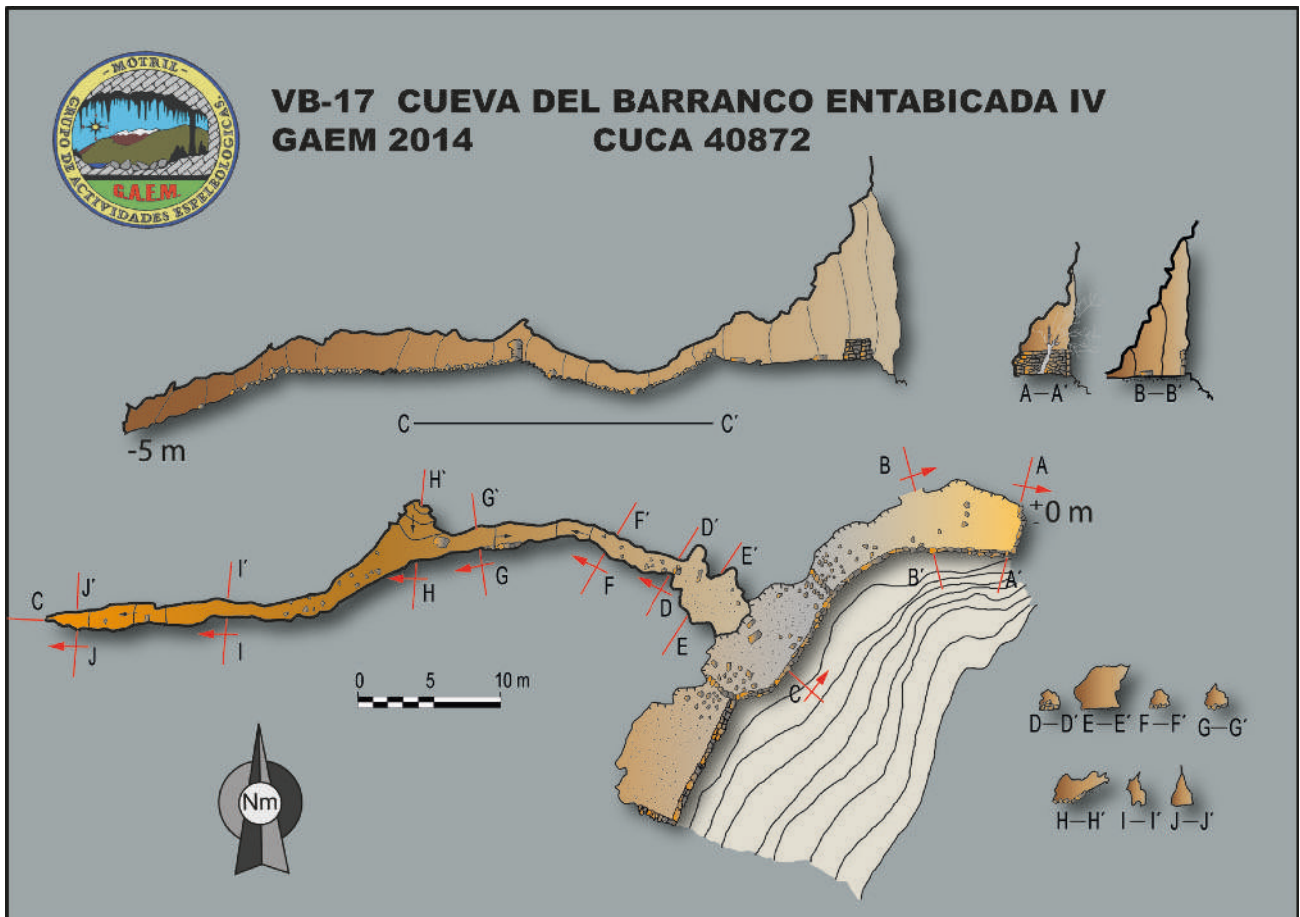 - MOTRIL -
GRUPO DE ACTIVIDADES ESPELEOLOGICAS.
G.A.E.M.
VB-17 CUEVA DEL BARRANCO ENTABICADA IV
GAEM 2014 CUCA 40872
A—A´ B—B´
C C´
-5 m
H` B A
G` ±0 m
F´ D´
E´
I´ B´ A´
J´ G F
C H D
J I E
C
0 5 10 m
D—D´ E—E´ F—F´ G—G´
Nm
H—H´ I—I´ J—J´